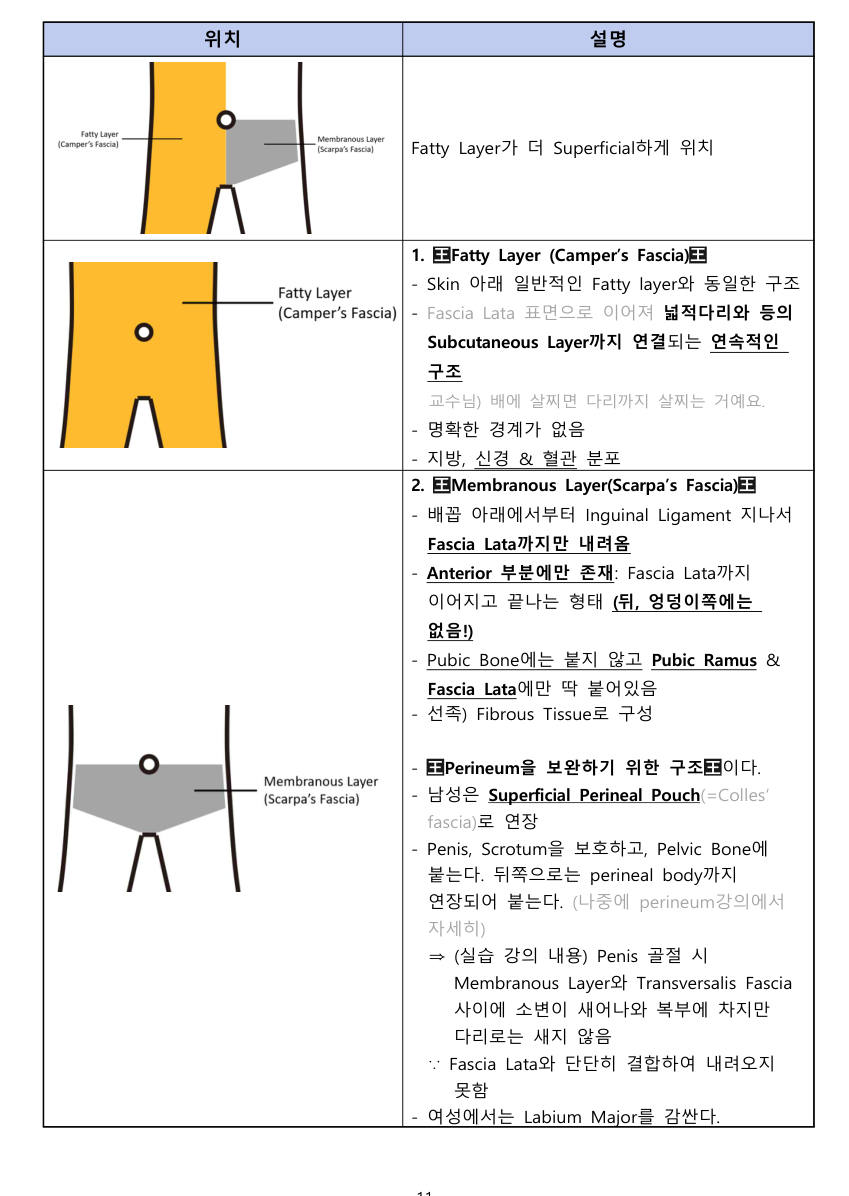 위치
설명
Fatty Layer
(Camper's Fascia)
Membranous Layer
(Scarpa's Fascia)
Fatty Layer가 더 Superficial하게 위치
Fatty Layer
(Camper's Fascia)
1. 王Fatty Layer (Camper's Fascia)王
- Skin 아래 일반적인 Fatty layer와 동일한 구조
- Fascia Lata 표면으로 이어져 넓적다리와 등의
Subcutaneous Layer까지 연결되는 연속적인
구조
교수님) 배에 살찌면 다리까지 살찌는 거예요.
- 명확한 경계가 없음
- 지방, 신경 & 혈관 분포
Membranous Layer
(Scarpa's Fascia)
2. 王Membranous Layer(Scarpa's Fascia)王
- 배꼽 아래에서부터 Inguinal Ligament 지나서
Fascia Lata까지만 내려옴
- Anterior 부분에만 존재: Fascia Lata까지
이어지고 끝나는 형태 (뒤, 엉덩이쪽에는
없음!)
- Pubic Bone에는 붙지 않고 Pubic Ramus &
Fascia Lata에만 딱 붙어있음
- 선족) Fibrous Tissue로 구성
- 王Perineum을 보완하기 위한 구조王이다.
- 남성은 Superficial Perineal Pouch(=Colles'
fascia)로 연장
- Penis, Scrotum을 보호하고, Pelvic Bone에
붙는다. 뒤쪽으로는 perineal body까지
연장되어 붙는다. (나중에 perineum강의에서
자세히)
⇒ (실습 강의 내용) Penis 골절 시
Membranous Layer와 Transversalis Fascia
사이에 소변이 새어나와 복부에 차지만
다리로는 새지 않음
∵ Fascia Lata와 단단히 결합하여 내려오지
못함
- 여성에서는 Labium Major를 감싼다.
11